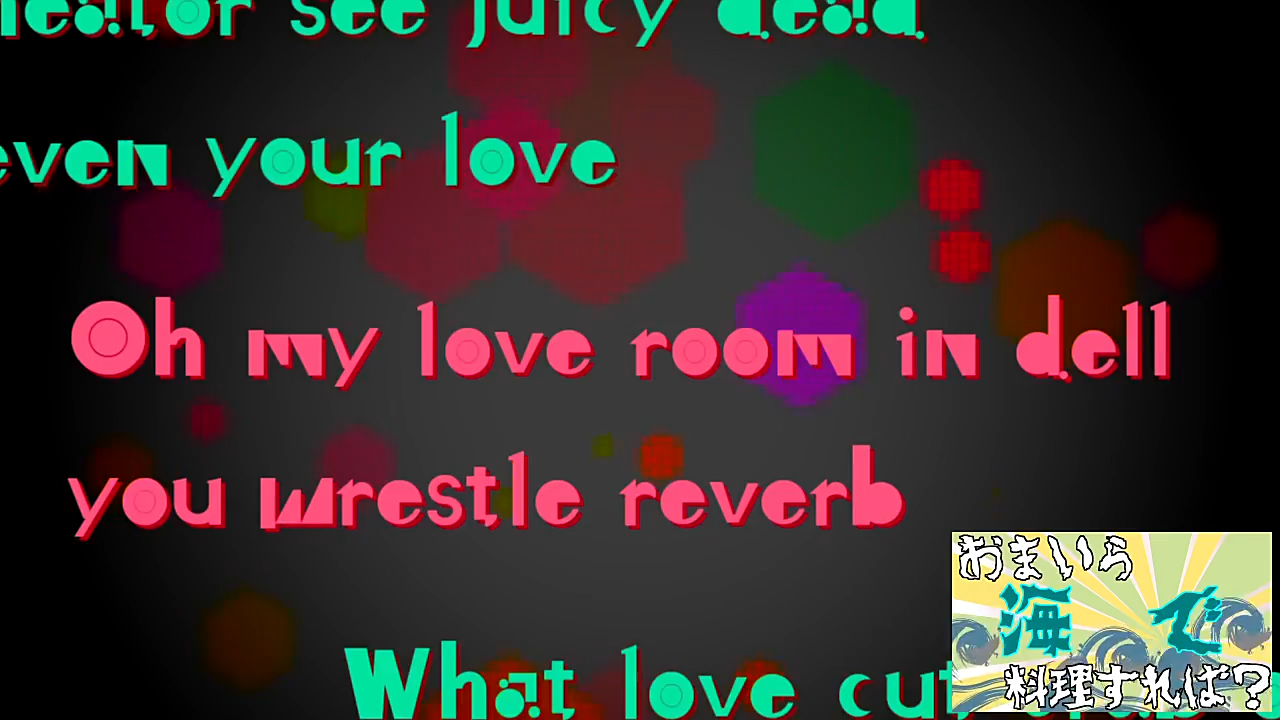 see juicy dead
even your love
Oh my love room in dell
you wrestle reverb
What love cut
おまいら
海で
料理すれば?